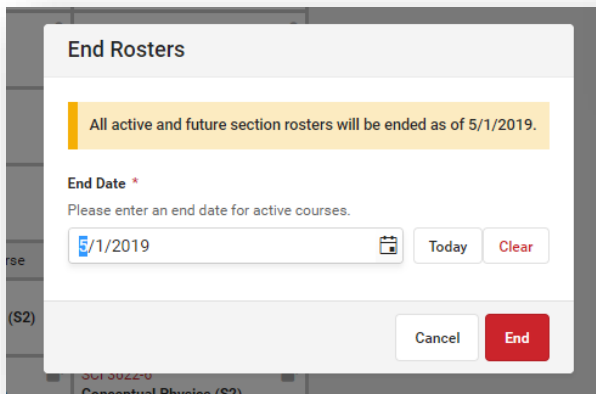 End Rosters
All active and future section rosters will be ended as of 5/1/2019.
End Date *
Please enter an end date for active courses.
5/1/2019
Today
Clear
Cancel
End
rse
(S2)
SCI 3022-6
Conceptual Physics (S2)